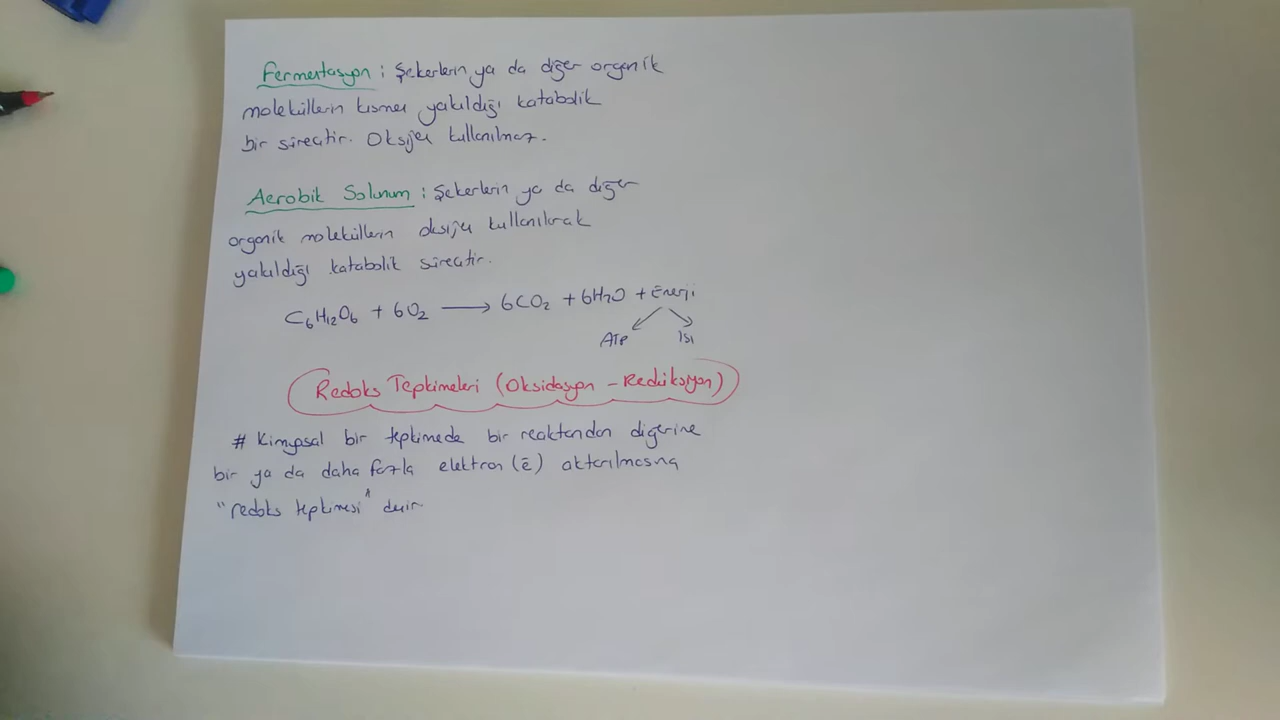 Fermentasyon : Şekerlerin ya da diğer organik
moleküllerin kısmen yakıldığı katabolik
bir süreçtir. Oksijen kullanılmaz.
Aerobik Solunum : Şekerlerin ya da diğer
organik moleküllerin oksijen kullanılarak
yakıldığı katabolik süreçtir.
C₆H₁₂O₆ + 6O₂ → 6CO₂ + 6H₂O + Enerji
ATP Isı
Redoks Tepkimeleri (Oksidasyon - Redüksiyon)
# Kimyasal bir tepkimede bir reaktandan diğerine
bir ya da daha fazla elektron (ē) aktarılmasına
"redoks tepkimesi" denir